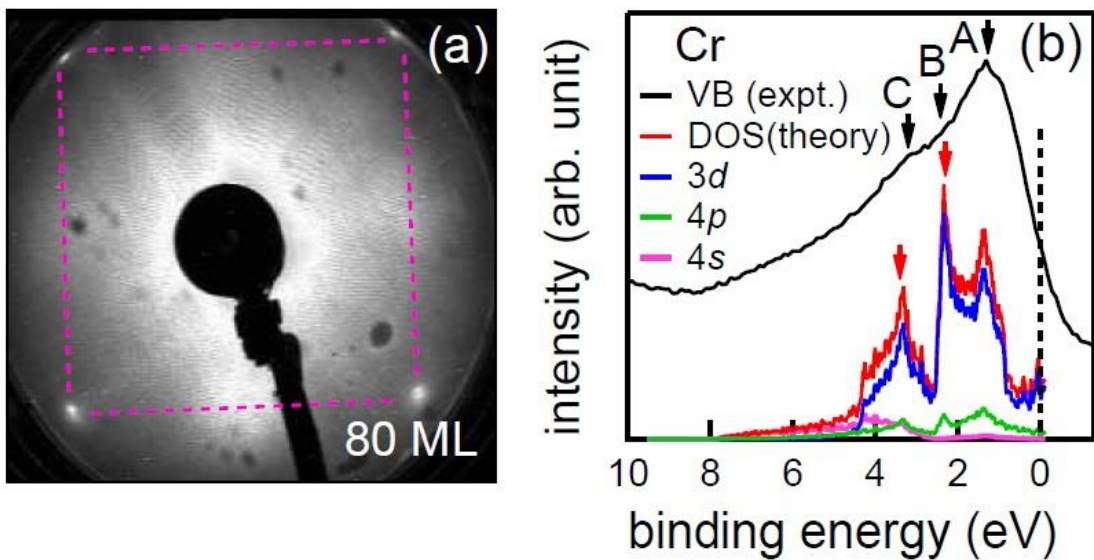 (a)
80 ML
(b)
Cr
A
B
C
VB (expt.)
DOS(theory)
3d
4p
4s
intensity (arb. unit)
10 8 6 4 2 0
binding energy (eV)